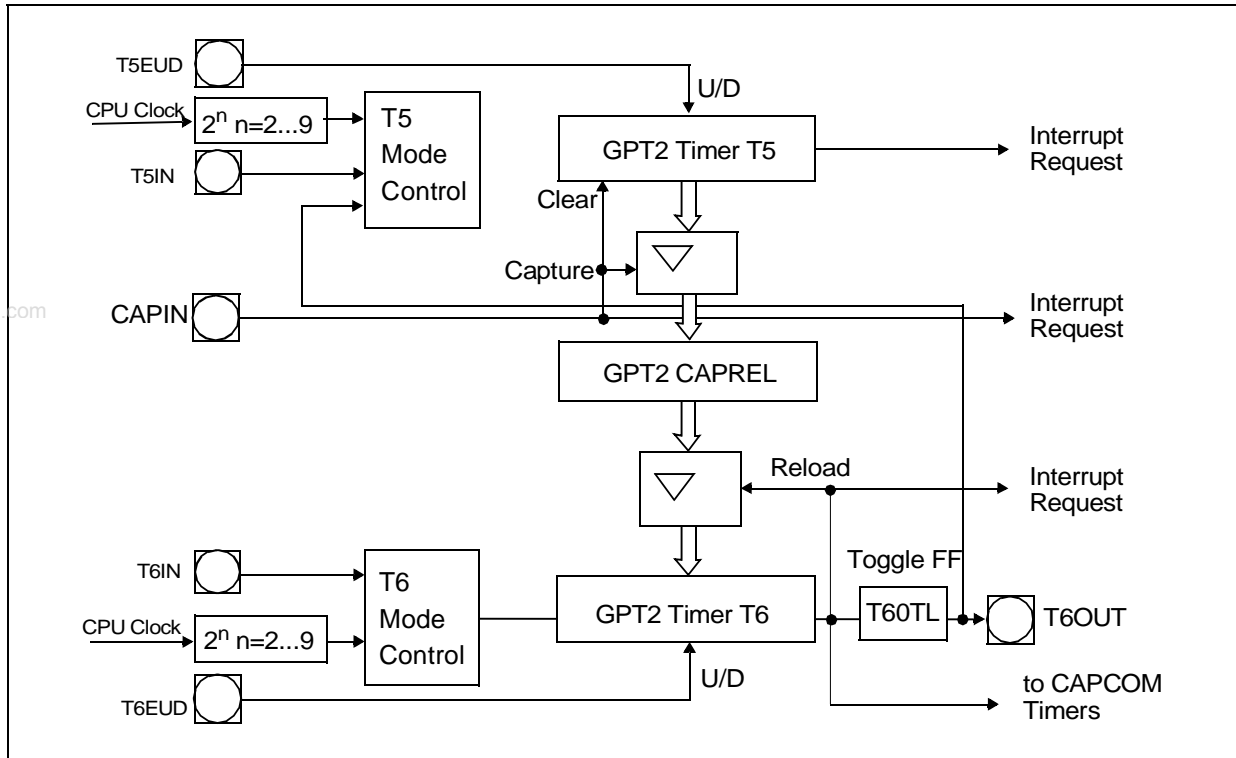 T5EUD
U/D
CPU Clock
2ⁿ n=2...9
T5
Mode
Control
GPT2 Timer T5
Interrupt
Request
T5IN
Clear
Capture
.com
CAPIN
Interrupt
Request
GPT2 CAPREL
Reload
Interrupt
Request
T6IN
T6
Mode
Control
Toggle FF
GPT2 Timer T6
T60TL
T6OUT
CPU Clock
2ⁿ n=2...9
U/D
T6EUD
to CAPCOM
Timers